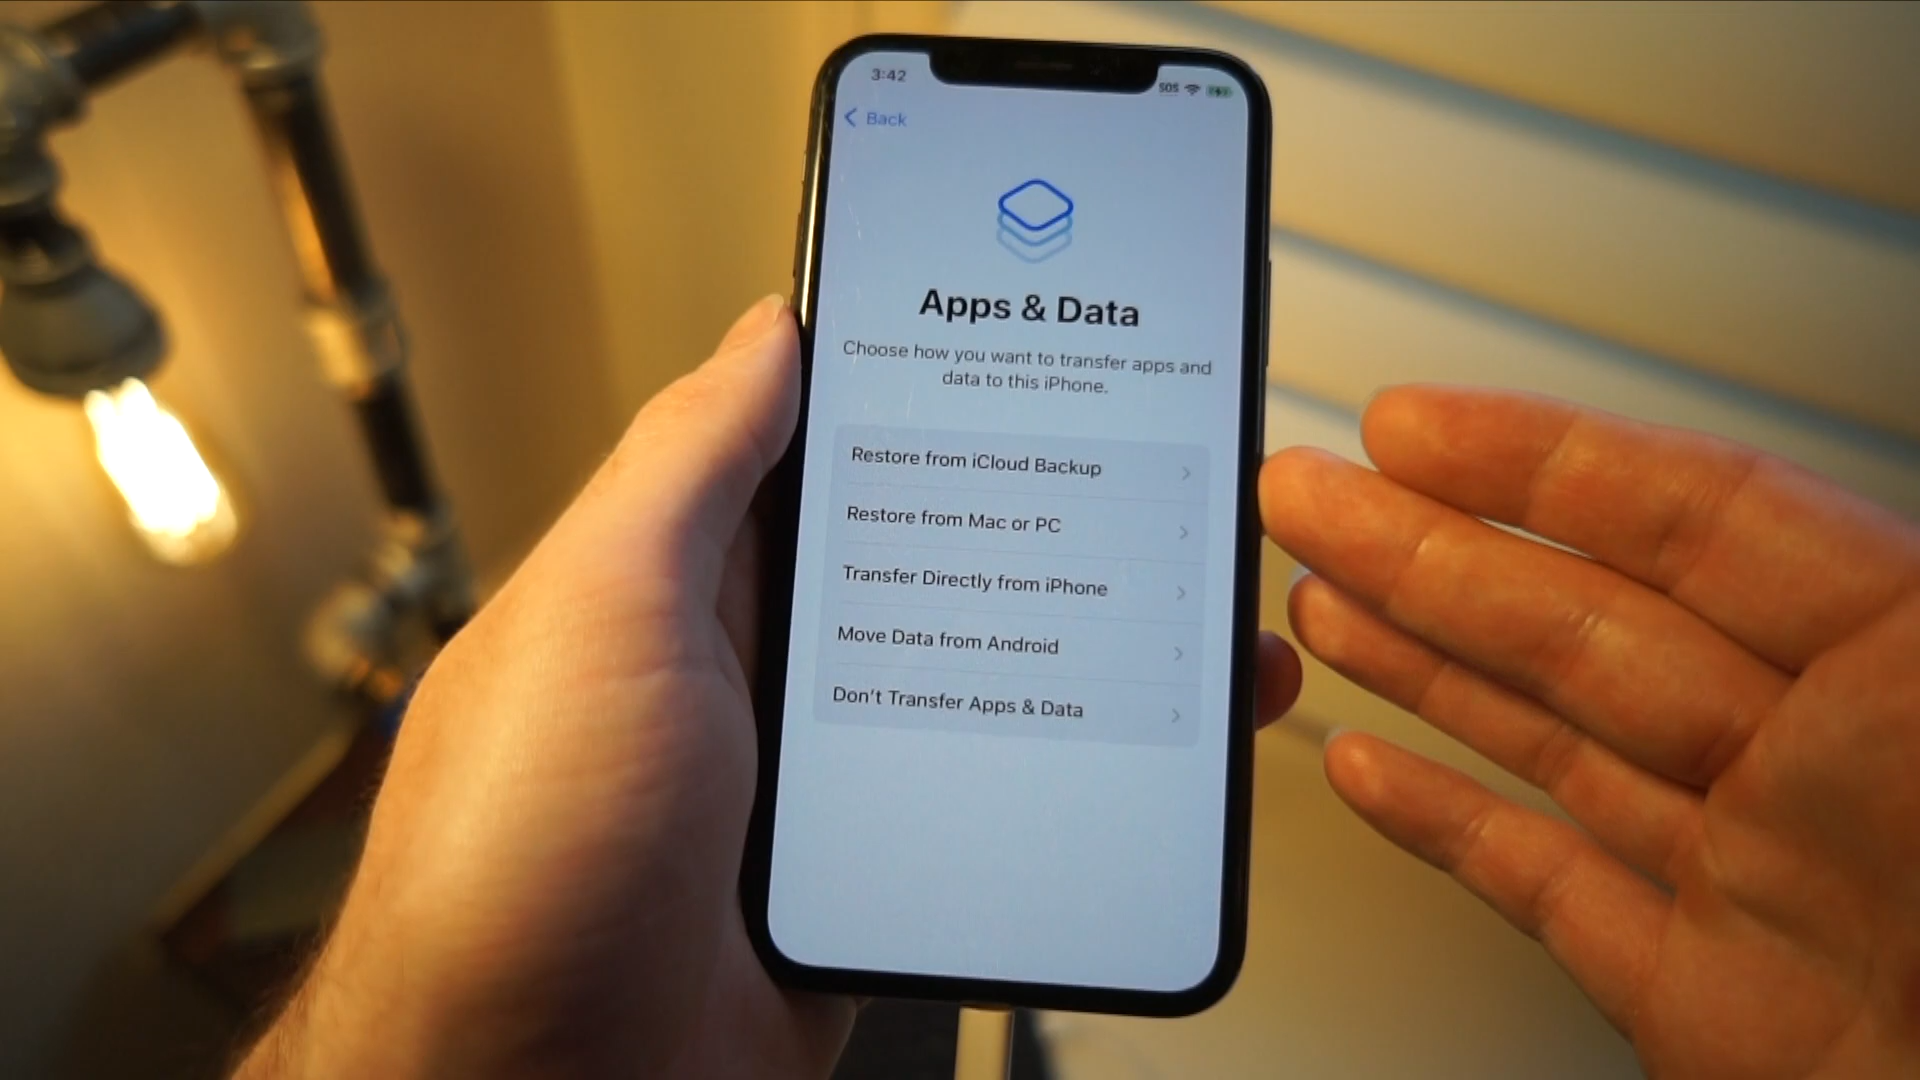 3:42
SOS
Back
Apps & Data
Choose how you want to transfer apps and
data to this iPhone.
Restore from iCloud Backup
Restore from Mac or PC
Transfer Directly from iPhone
Move Data from Android
Don't Transfer Apps & Data